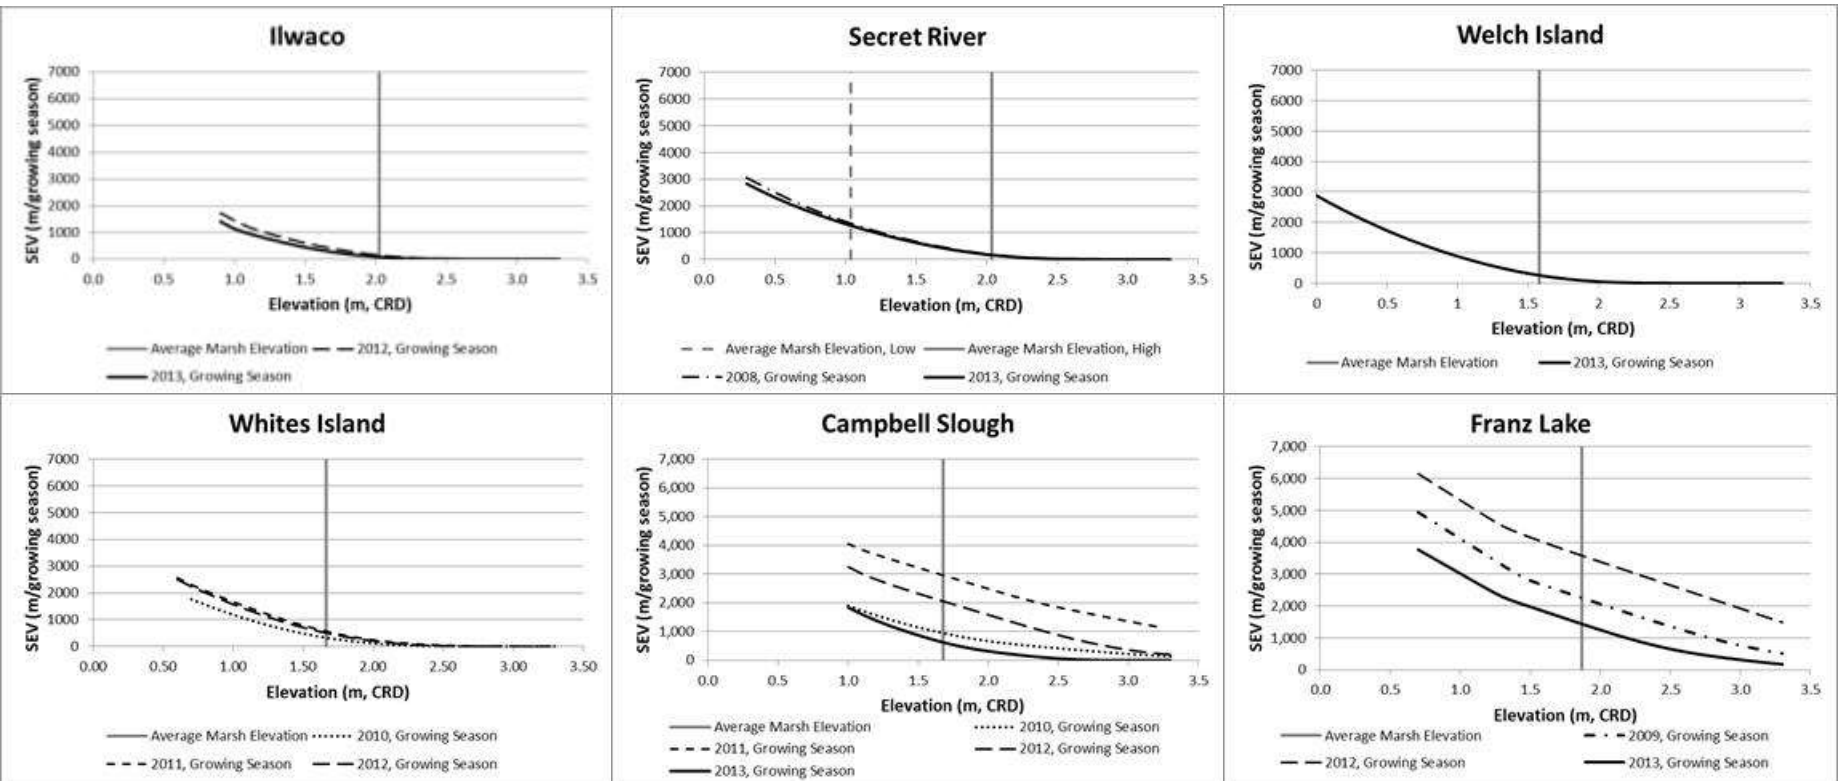 Ilwaco
SEV (m/growing season)
7000
6000
5000
4000
3000
2000
1000
0
0.0 0.5 1.0 1.5 2.0 2.5 3.0 3.5
Elevation (m, CRD)
Average Marsh Elevation 2012, Growing Season
2013, Growing Season
Secret River
SEV (m/growing season)
7000
6000
5000
4000
3000
2000
1000
0
0.0 0.5 1.0 1.5 2.0 2.5 3.0 3.5
Elevation (m, CRD)
Average Marsh Elevation, Low Average Marsh Elevation, High
2008, Growing Season 2013, Growing Season
Welch Island
SEV (m/growing season)
7000
6000
5000
4000
3000
2000
1000
0
0 0.5 1 1.5 2 2.5 3 3.5
Elevation (m, CRD)
Average Marsh Elevation 2013, Growing Season
Whites Island
SEV (m/growing season)
7000
6000
5000
4000
3000
2000
1000
0
0.00 0.50 1.00 1.50 2.00 2.50 3.00 3.50
Elevation (m, CRD)
Average Marsh Elevation 2010, Growing Season
2011, Growing Season 2012, Growing Season
Campbell Slough
SEV (m/growing season)
7,000
6,000
5,000
4,000
3,000
2,000
1,000
0
0.0 0.5 1.0 1.5 2.0 2.5 3.0 3.5
Elevation (m, CRD)
Average Marsh Elevation 2010, Growing Season
2011, Growing Season 2012, Growing Season
2013, Growing Season
Franz Lake
SEV (m/growing season)
7,000
6,000
5,000
4,000
3,000
2,000
1,000
0
0.0 0.5 1.0 1.5 2.0 2.5 3.0 3.5
Elevation (m, CRD)
Average Marsh Elevation 2009, Growing Season
2012, Growing Season 2013, Growing Season